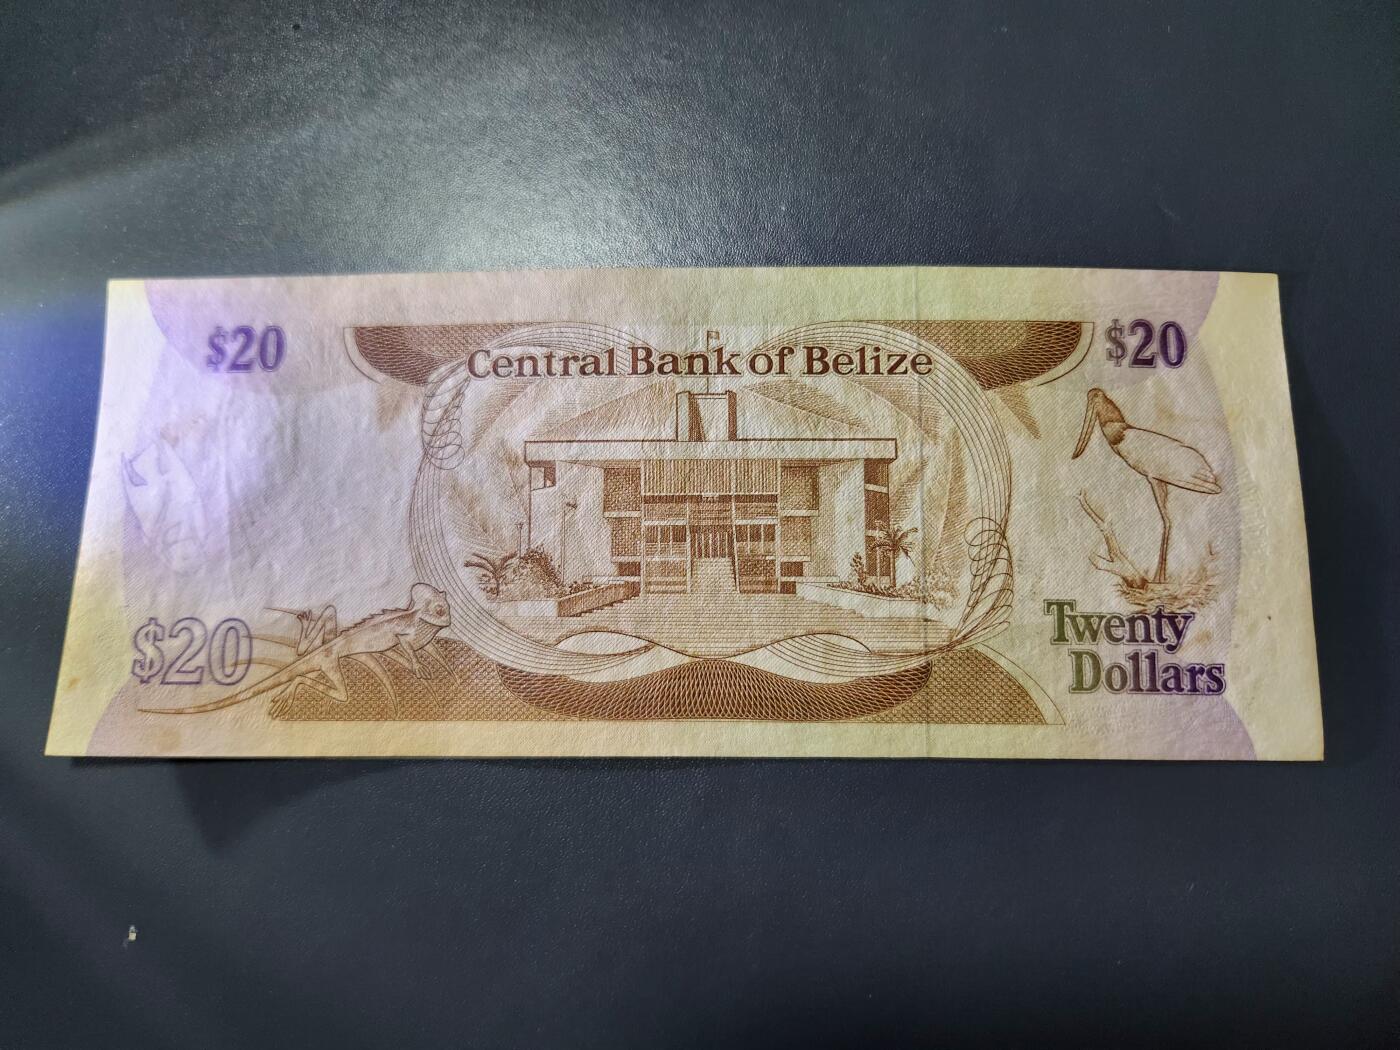 $20
Central Bank of Belize
$20
$20
Twenty
Dollars